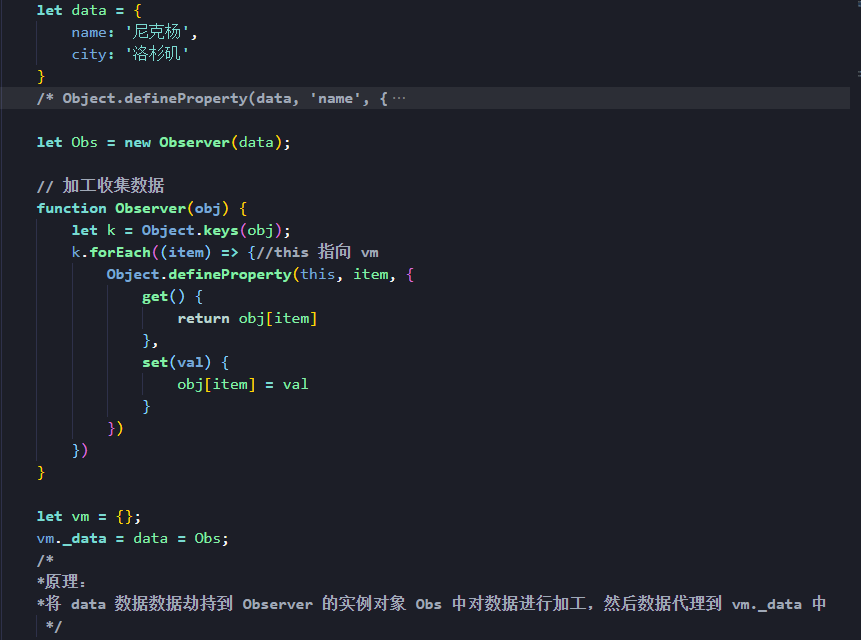 let data = {
name: '尼克杨',
city: '洛杉矶'
}
/* Object.defineProperty(data, 'name', { ···
let Obs = new Observer(data);
// 加工收集数据
function Observer(obj) {
let k = Object.keys(obj);
k.forEach((item) => {//this 指向 vm
Object.defineProperty(this, item, {
get() {
return obj[item]
},
set(val) {
obj[item] = val
}
})
})
}
let vm = {};
vm._data = data = Obs;
/*
*原理:
*将 data 数据数据劫持到 Observer 的实例对象 Obs 中对数据进行加工, 然后数据代理到 vm._data 中
*/